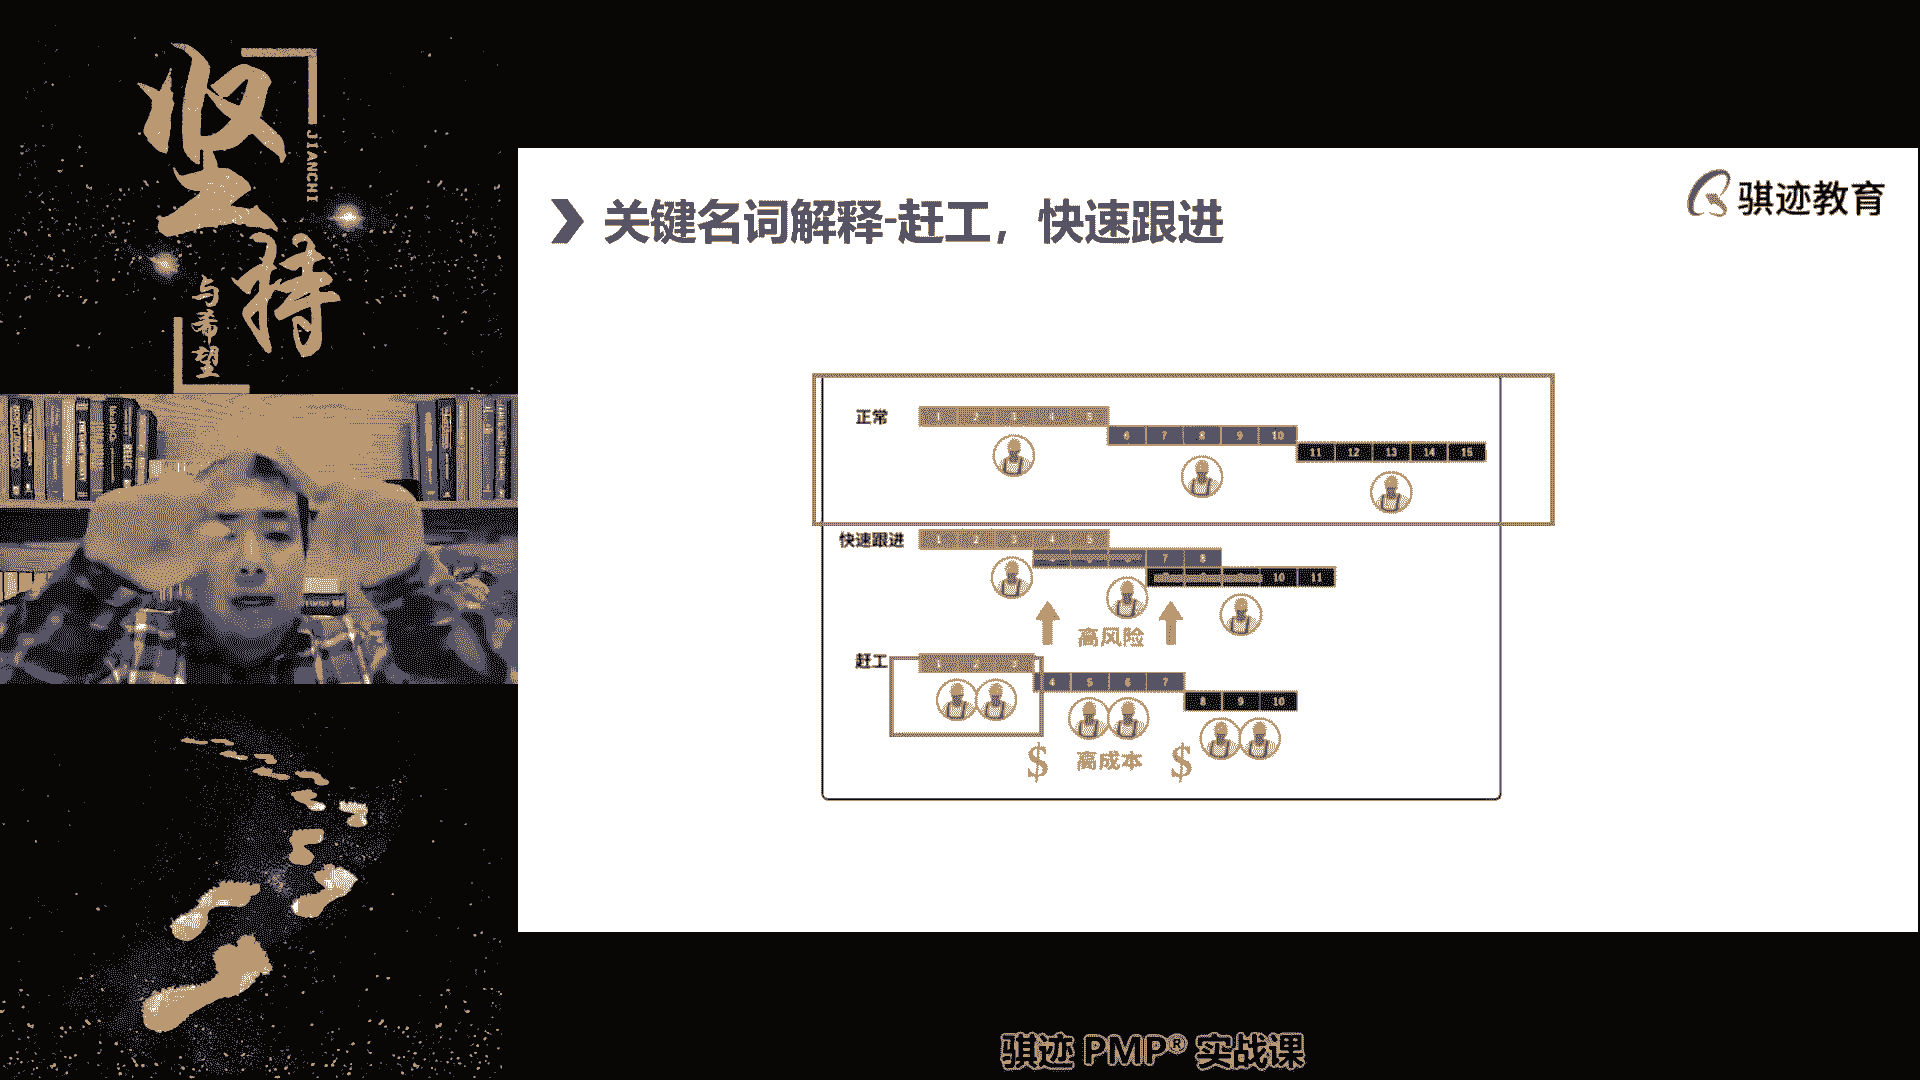 坚持
JIANCHI
与希望
关键名词解释-赶工，快速跟进
骐迹教育
正常
1 2 3 4 5
6 7 8 9 10
11 12 13 14 15
快速跟进
1 2 3 4 5
7 8
10 11
高风险
赶工
1 2 3
4 5 6 7
8 9 10
$ 高成本 $
骐迹 PMP® 实战课